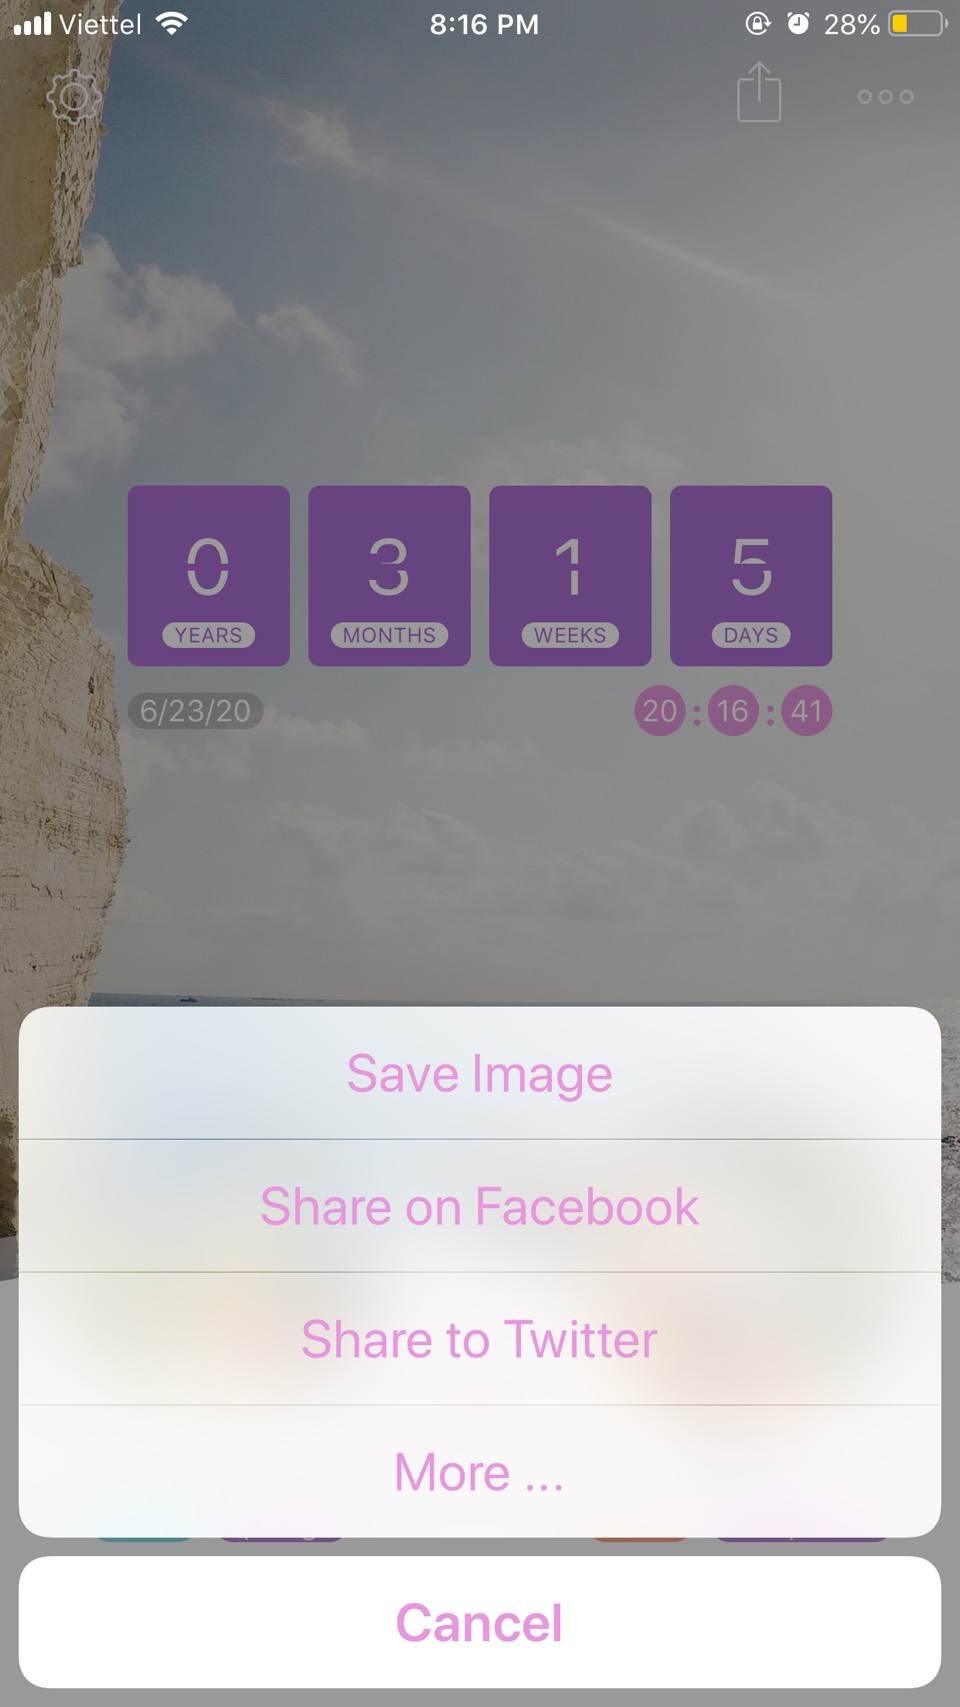 Viettel 8:16 PM 28%
0 3 1 5
YEARS MONTHS WEEKS DAYS
6/23/20 20 : 16 : 41
Save Image
Share on Facebook
Share to Twitter
More ...
Cancel